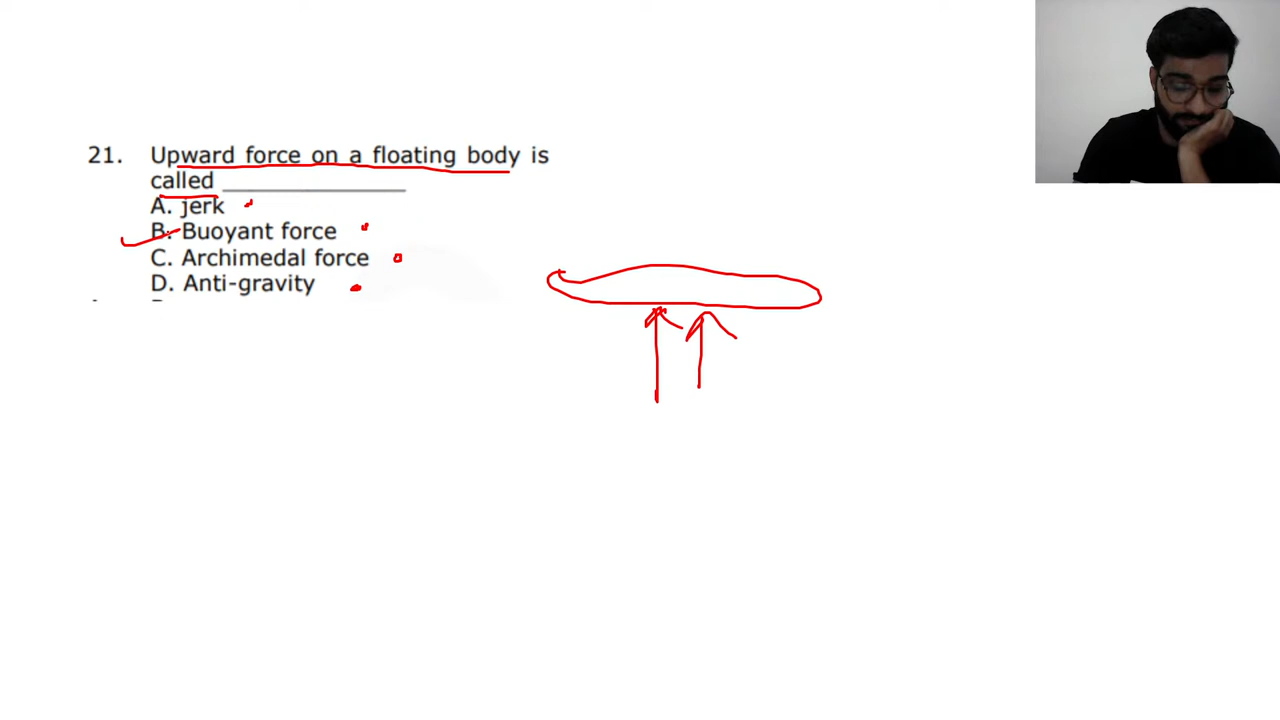 21. Upward force on a floating body is
called ________________
A. jerk
B. Buoyant force
C. Archimedal force
D. Anti-gravity